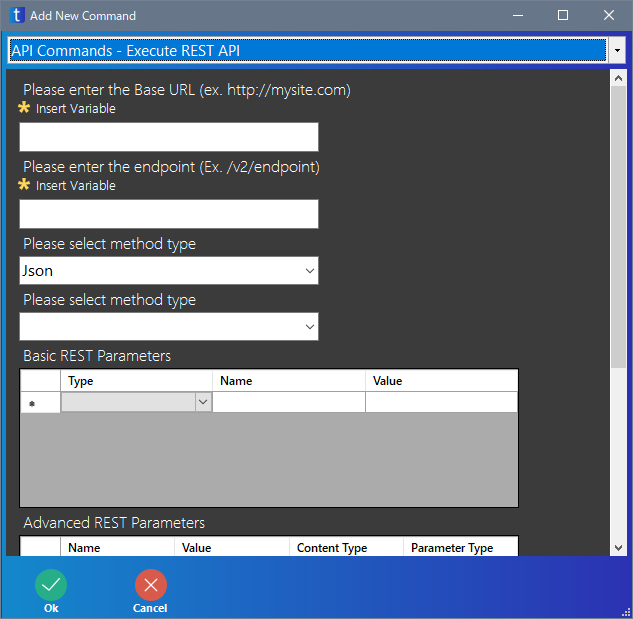 t Add New Command
API Commands - Execute REST API
Please enter the Base URL (ex. http://mysite.com)
Insert Variable
Please enter the endpoint (Ex. /v2/endpoint)
Insert Variable
Please select method type
Json
Please select method type
Basic REST Parameters
Type Name Value
Advanced REST Parameters
Name Value Content Type Parameter Type
Ok Cancel